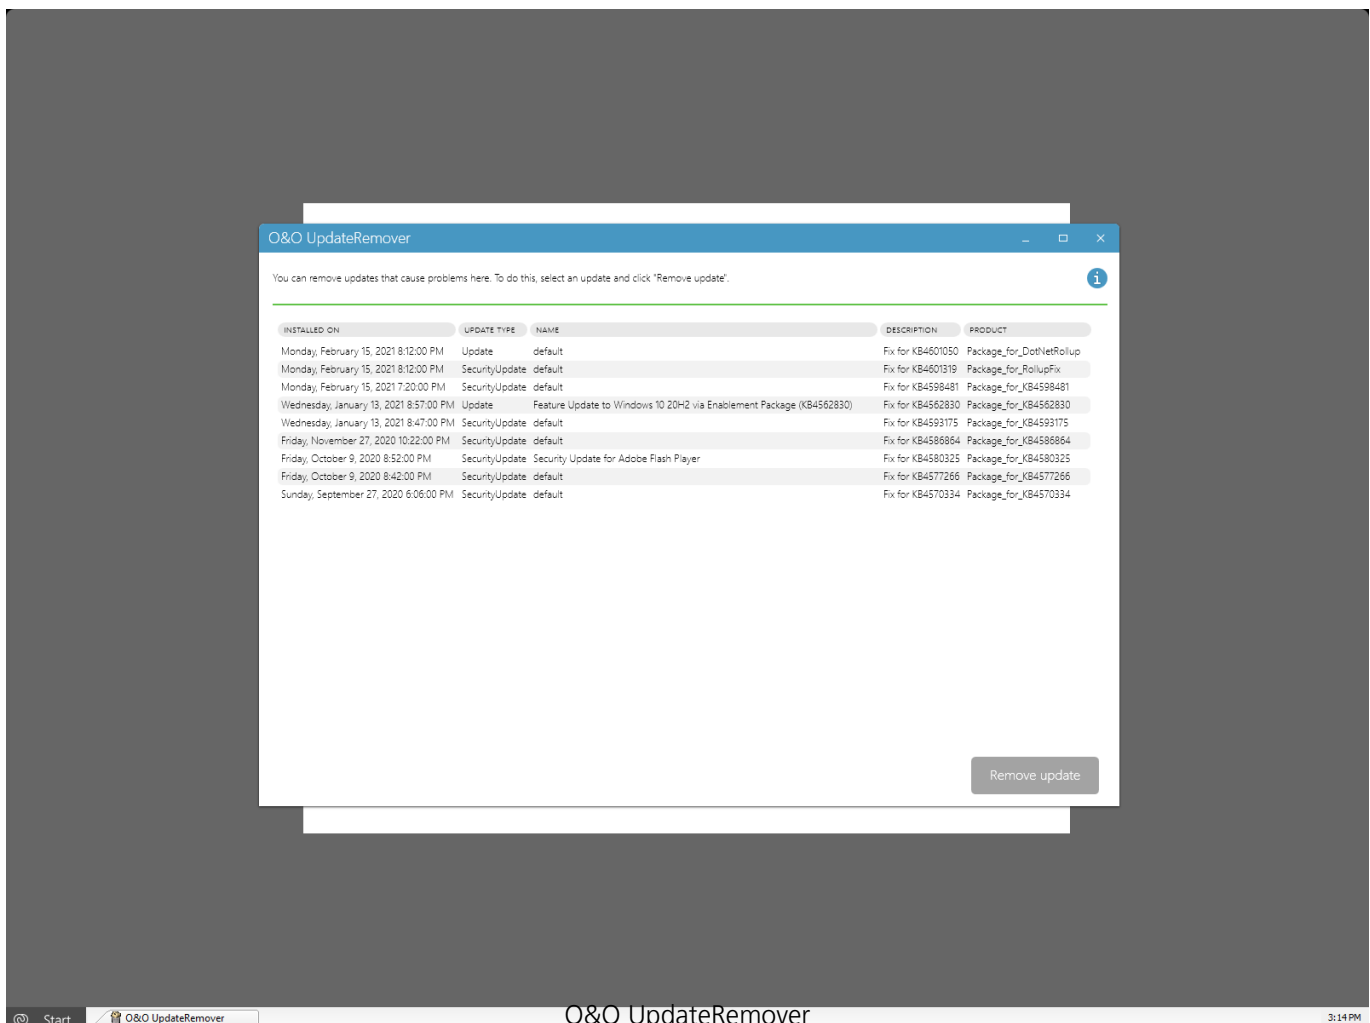 O&O UpdateRemover
You can remove updates that cause problems here. To do this, select an update and click "Remove update".
INSTALLED ON UPDATE TYPE NAME DESCRIPTION PRODUCT
Monday, February 15, 2021 8:12:00 PM Update default Fix for KB4601050 Package_for_DotNetRollup
Monday, February 15, 2021 8:12:00 PM SecurityUpdate default Fix for KB4601319 Package_for_RollupFix
Monday, February 15, 2021 7:20:00 PM SecurityUpdate default Fix for KB4598481 Package_for_KB4598481
Wednesday, January 13, 2021 8:57:00 PM Update Feature Update to Windows 10 20H2 via Enablement Package (KB4562830) Fix for KB4562830 Package_for_KB4562830
Wednesday, January 13, 2021 8:47:00 PM SecurityUpdate default Fix for KB4593175 Package_for_KB4593175
Friday, November 27, 2020 10:22:00 PM SecurityUpdate default Fix for KB4586864 Package_for_KB4586864
Friday, October 9, 2020 8:52:00 PM SecurityUpdate Security Update for Adobe Flash Player Fix for KB4580325 Package_for_KB4580325
Friday, October 9, 2020 8:42:00 PM SecurityUpdate default Fix for KB4577266 Package_for_KB4577266
Sunday, September 27, 2020 6:06:00 PM SecurityUpdate default Fix for KB4570334 Package_for_KB4570334
Remove update
Start O&O UpdateRemover O&O UpdateRemover 3:14 PM